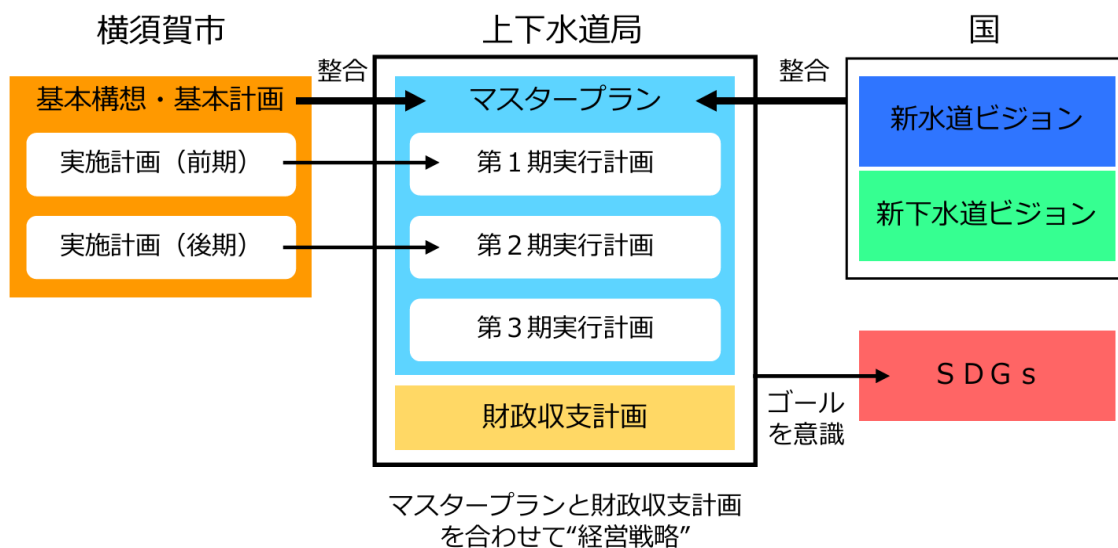 横須賀市
上下水道局
国
整合
整合
基本構想・基本計画
実施計画（前期）
実施計画（後期）
マスタープラン
第１期実行計画
第２期実行計画
第３期実行計画
財政収支計画
新水道ビジョン
新下水道ビジョン
ＳＤＧｓ
ゴール
を意識
マスタープランと財政収支計画
を合わせて“経営戦略”